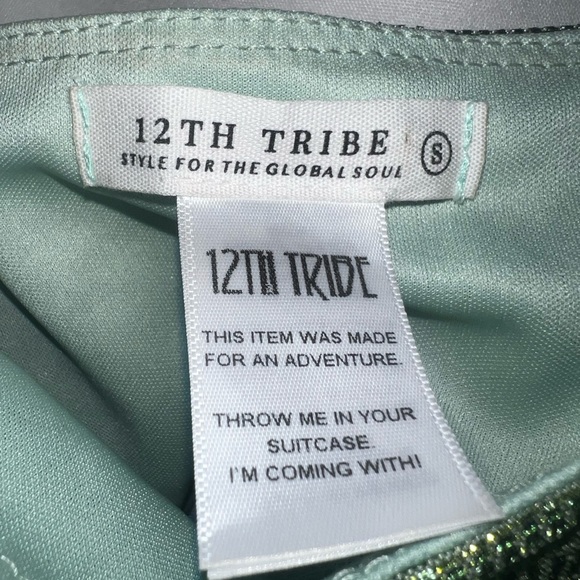 12TH TRIBE
STYLE FOR THE GLOBAL SOUL
S
12TH TRIBE
THIS ITEM WAS MADE
FOR AN ADVENTURE.
THROW ME IN YOUR
SUITCASE.
I'M COMING WITH!